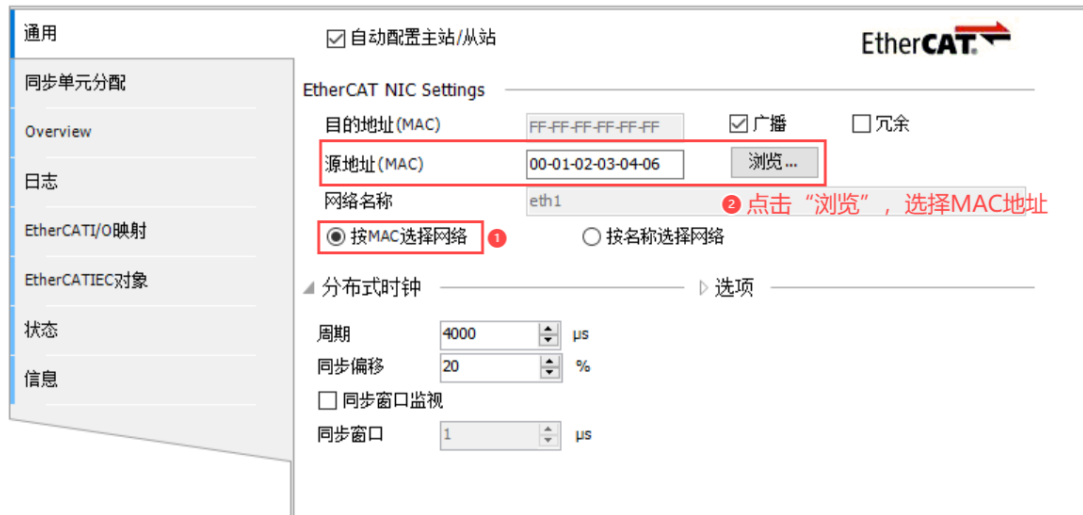 通用
同步单元分配
Overview
日志
EtherCATI/O映射
EtherCATIEC对象
状态
信息
自动配置主站/从站
EtherCAT
EtherCAT NIC Settings
目的地址(MAC) FF-FF-FF-FF-FF-FF 广播 冗余
源地址(MAC) 00-01-02-03-04-06 浏览...
网络名称 eth1
2 点击“浏览”，选择MAC地址
按MAC选择网络 1 按名称选择网络
分布式时钟 选项
周期 4000 µs
同步偏移 20 %
同步窗口监视
同步窗口 1 µs